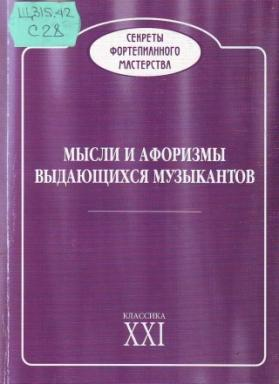 Щ315.42
С28
СЕКРЕТЫ
ФОРТЕПИАННОГО
МАСТЕРСТВА
МЫСЛИ И АФОРИЗМЫ
ВЫДАЮЩИХСЯ МУЗЫКАНТОВ
КЛАССИКА
XXI